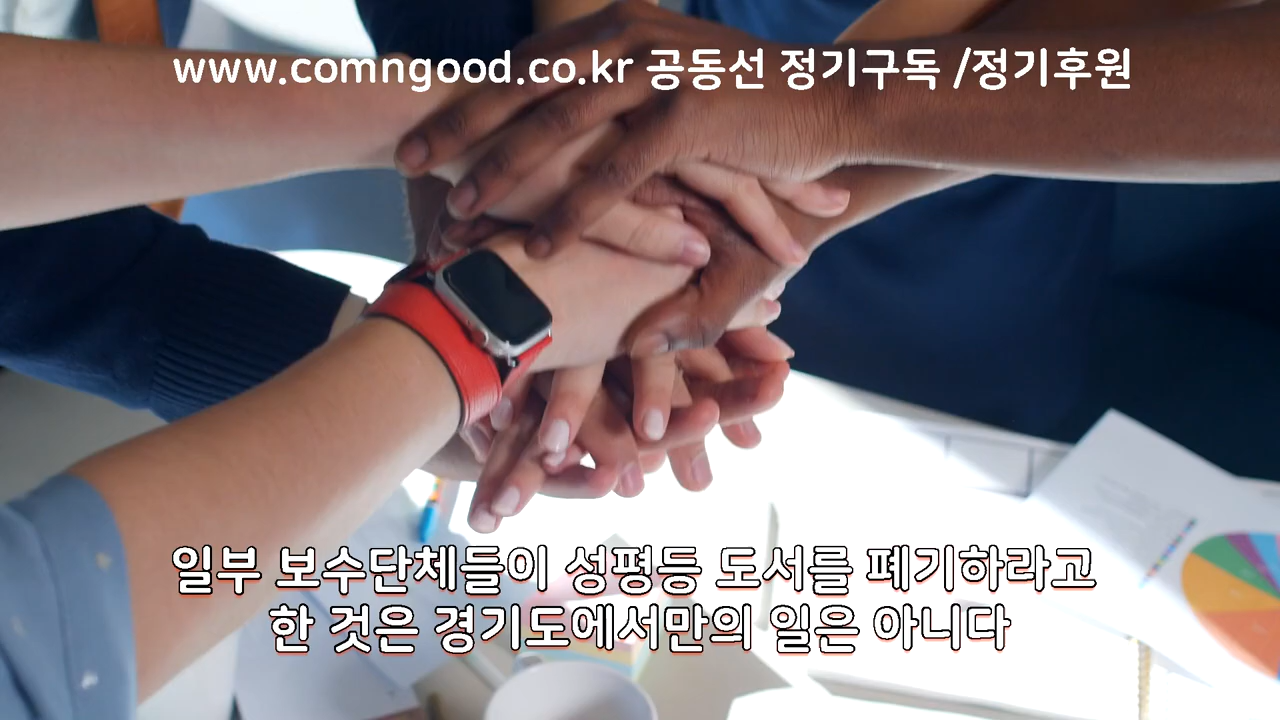 www.comngood.co.kr 공동선 정기구독 /정기후원
일부 보수단체들이 성평등 도서를 폐기하라고
한 것은 경기도에서만의 일은 아니다